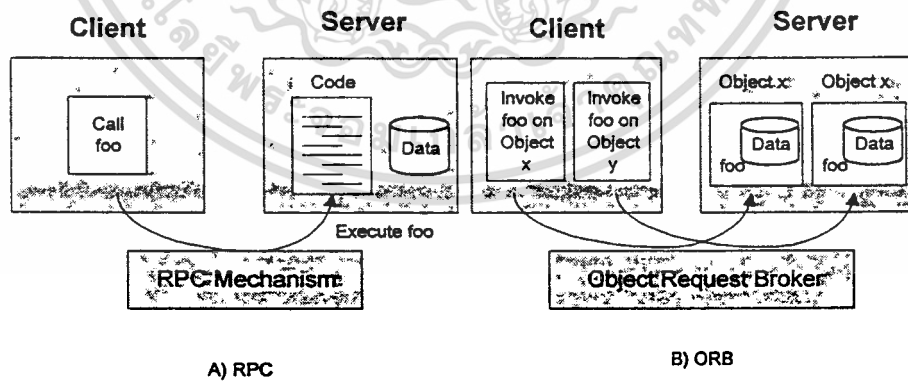 Client
Server
Client
Server
Call
foo
Code
Data
Execute foo
RPC Mechanism
Invoke
foo on
Object
x
Invoke
foo on
Object
y
Object x
Object x
Data
foo
Data
foo
Object Request Broker
A) RPC
B) ORB